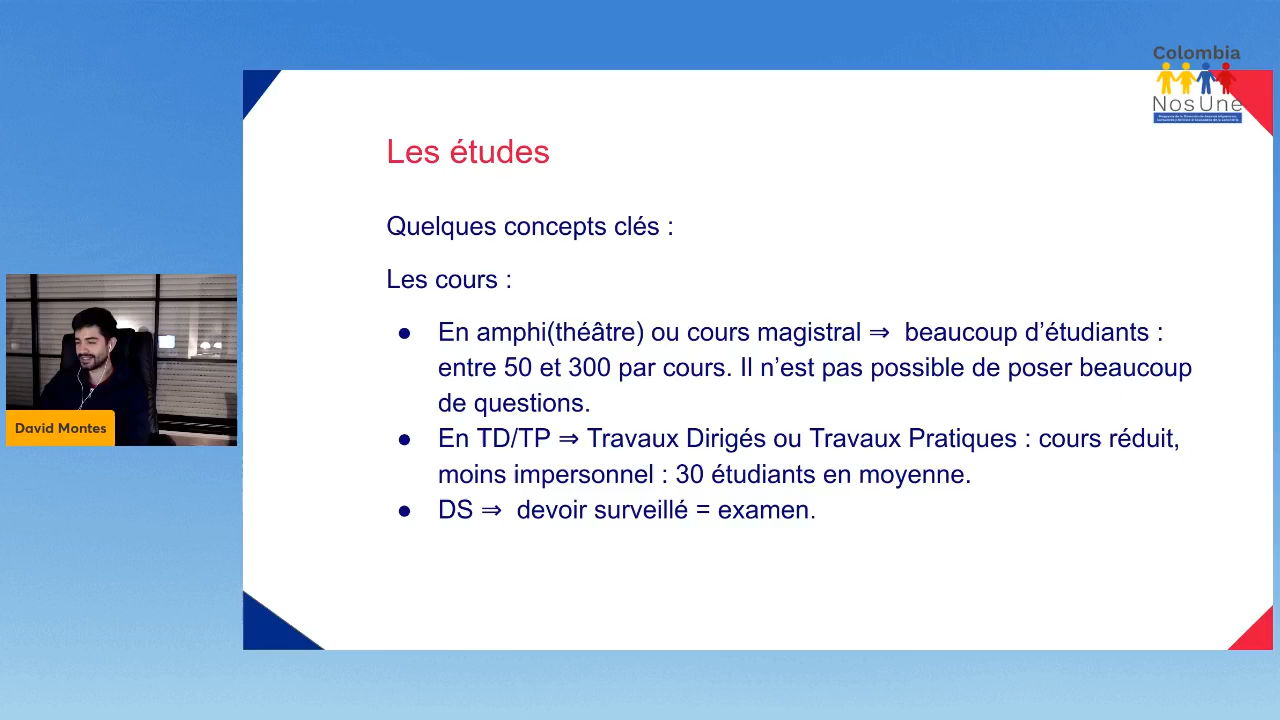 Colombia
NosUne
Les études
Quelques concepts clés :
Les cours :
● En amphi(théâtre) ou cours magistral ⇒ beaucoup d’étudiants :
entre 50 et 300 par cours. Il n’est pas possible de poser beaucoup
de questions.
● En TD/TP ⇒ Travaux Dirigés ou Travaux Pratiques : cours réduit,
moins impersonnel : 30 étudiants en moyenne.
● DS ⇒ devoir surveillé = examen.
David Montes